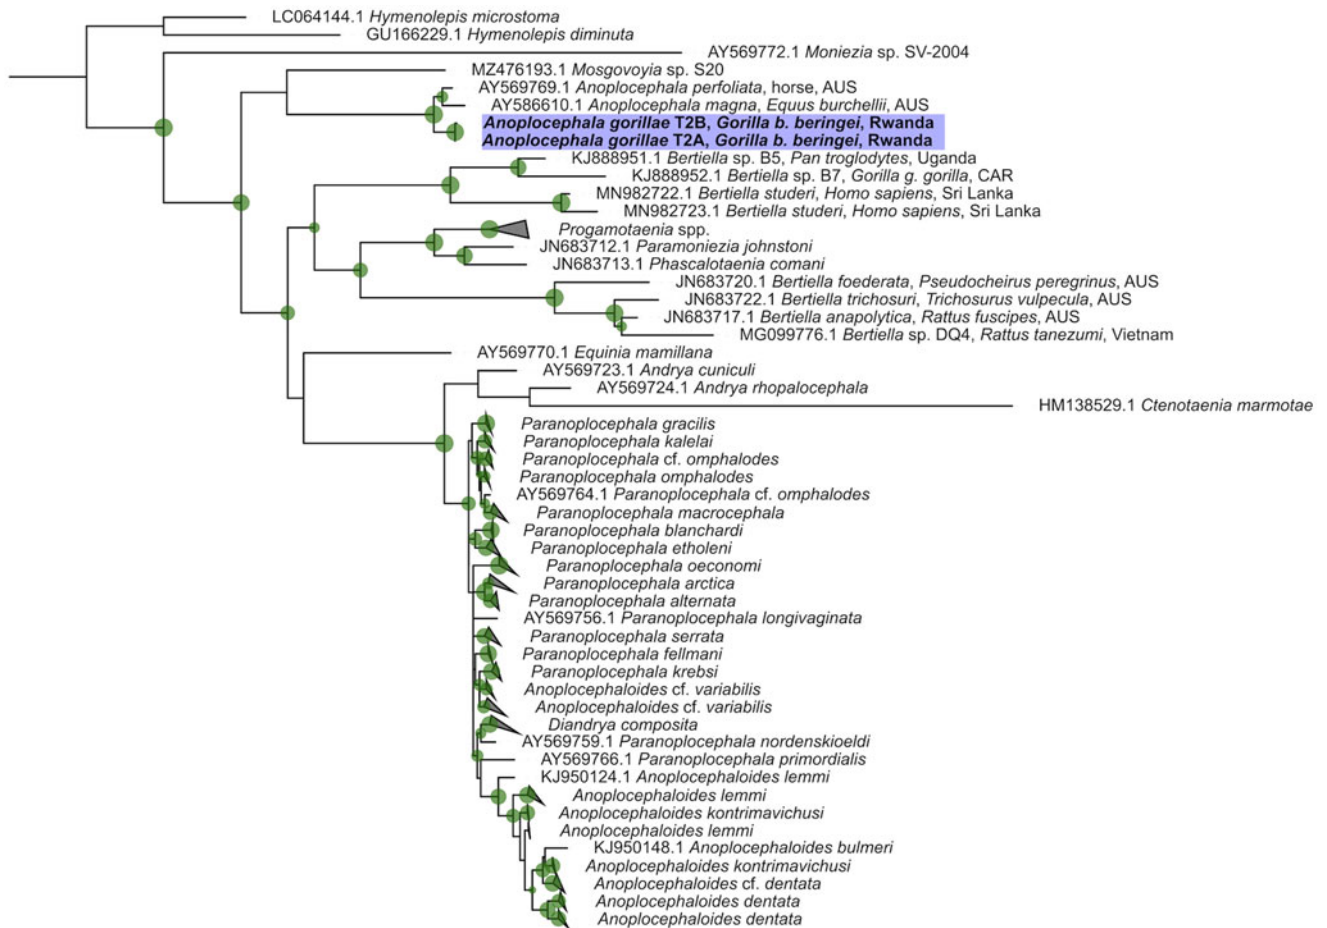 LC064144.1 Hymenolepis microstoma
GU166229.1 Hymenolepis diminuta
AY569772.1 Moniezia sp. SV-2004
MZ476193.1 Mosgovoyia sp. S20
AY569769.1 Anoplocephala perfoliata, horse, AUS
AY586610.1 Anoplocephala magna, Equus burchellii, AUS
Anoplocephala gorillae T2B, Gorilla b. beringei, Rwanda
Anoplocephala gorillae T2A, Gorilla b. beringei, Rwanda
KJ888951.1 Bertiella sp. B5, Pan troglodytes, Uganda
KJ888952.1 Bertiella sp. B7, Gorilla g. gorilla, CAR
MN982722.1 Bertiella studeri, Homo sapiens, Sri Lanka
MN982723.1 Bertiella studeri, Homo sapiens, Sri Lanka
Progamotaenia spp.
JN683712.1 Paramoniezia johnstoni
JN683713.1 Phascalotaenia comani
JN683720.1 Bertiella foederata, Pseudocheirus peregrinus, AUS
JN683722.1 Bertiella trichosuri, Trichosurus vulpecula, AUS
JN683717.1 Bertiella anapolytica, Rattus fuscipes, AUS
MG099776.1 Bertiella sp. DQ4, Rattus tanezumi, Vietnam
AY569770.1 Equinia mamillana
AY569723.1 Andrya cuniculi
AY569724.1 Andrya rhopalocephala
HM138529.1 Ctenotaenia marmotae
Paranoplocephala gracilis
Paranoplocephala kalelai
Paranoplocephala cf. omphalodes
Paranoplocephala omphalodes
AY569764.1 Paranoplocephala cf. omphalodes
Paranoplocephala macrocephala
Paranoplocephala blanchardi
Paranoplocephala etholeni
Paranoplocephala oeconomi
Paranoplocephala arctica
Paranoplocephala alternata
AY569756.1 Paranoplocephala longivaginata
Paranoplocephala serrata
Paranoplocephala fellmani
Paranoplocephala krebsi
Anoplocephaloides cf. variabilis
Anoplocephaloides cf. variabilis
Diandrya composita
AY569759.1 Paranoplocephala nordenskioeldi
AY569766.1 Paranoplocephala primordialis
KJ950124.1 Anoplocephaloides lemmi
Anoplocephaloides lemmi
Anoplocephaloides kontrimavichusi
Anoplocephaloides lemmi
KJ950148.1 Anoplocephaloides bulmeri
Anoplocephaloides kontrimavichusi
Anoplocephaloides cf. dentata
Anoplocephaloides dentata
Anoplocephaloides dentata